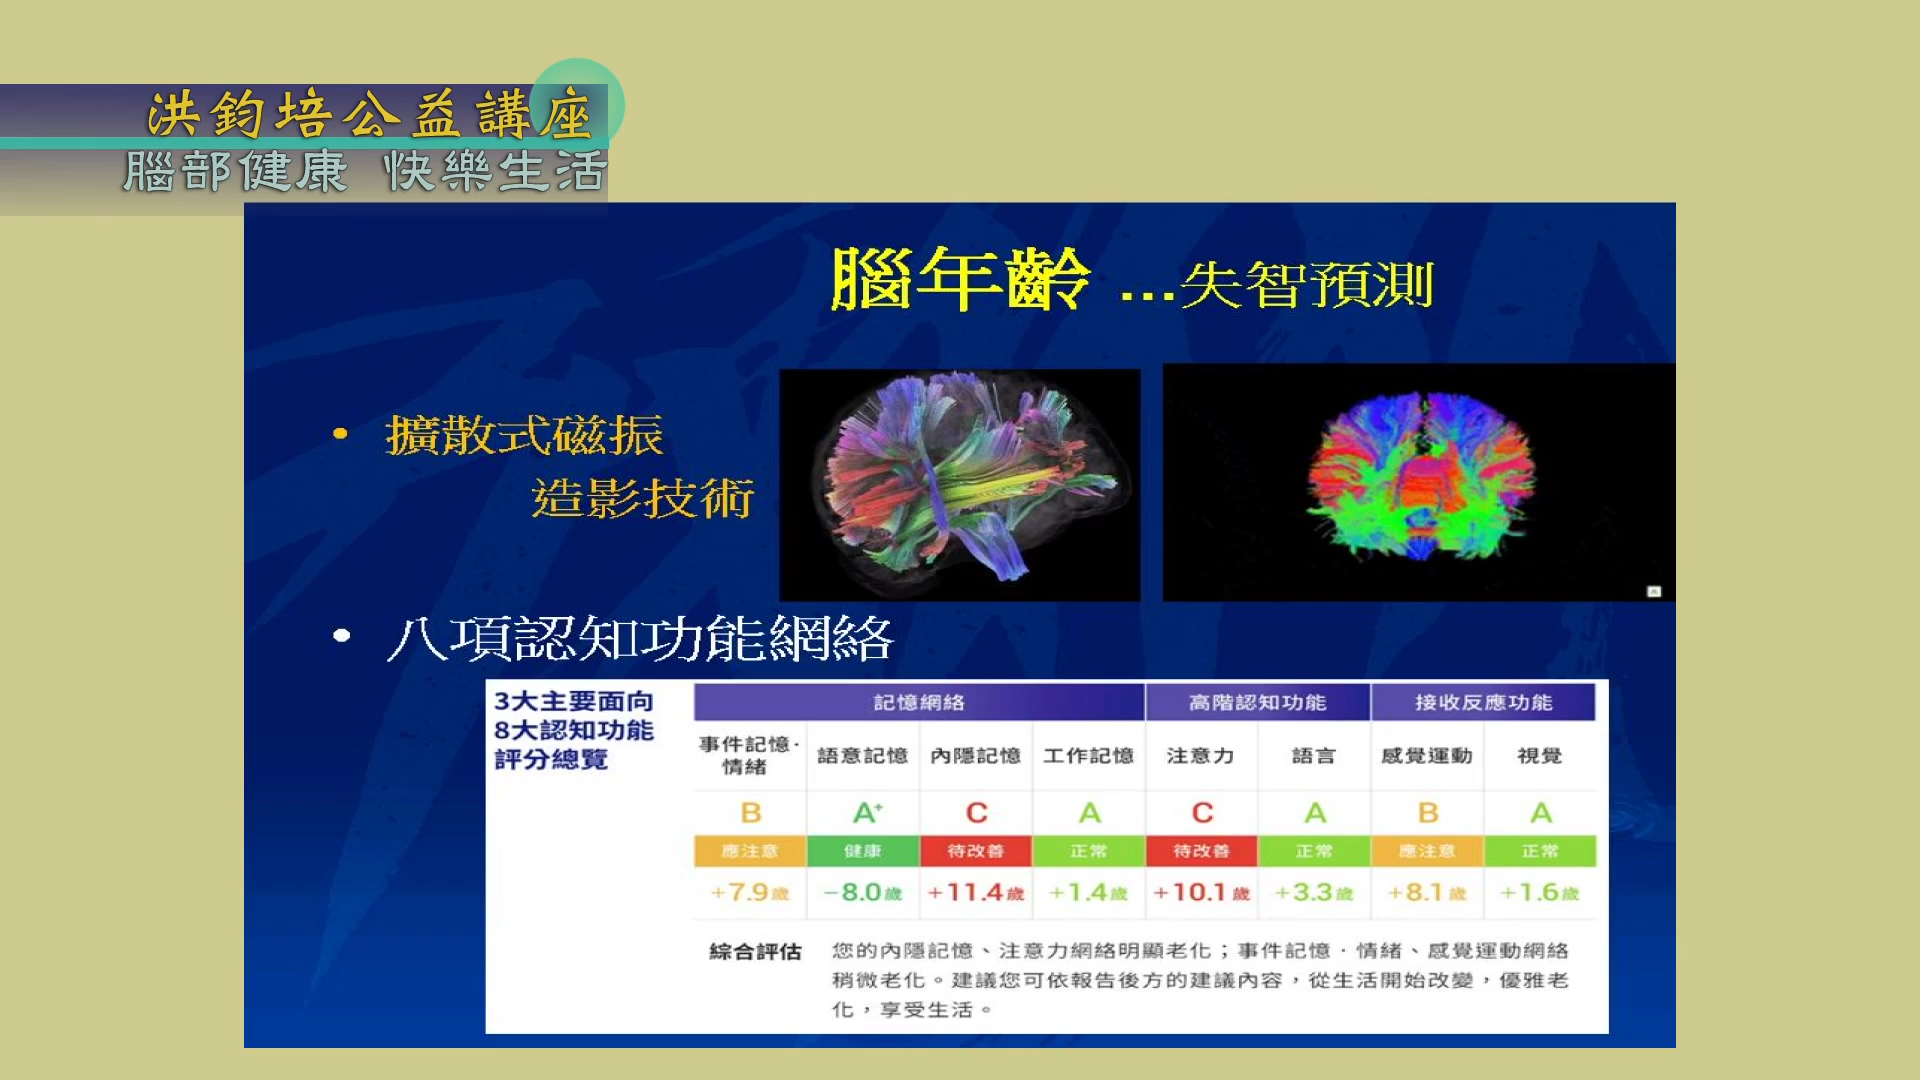 洪鈞培公益講座
腦部健康 快樂生活
腦年齡 ...失智預測
• 擴散式磁振
造影技術
• 八項認知功能網絡
3大主要面向
8大認知功能
評分總覽
記憶網絡 高階認知功能 接收反應功能
事件記憶·情緒 語意記憶 內隱記憶 工作記憶 注意力 語言 感覺運動 視覺
B A+ C A C A B A
應注意 健康 待改善 正常 待改善 正常 應注意 正常
+7.9歲 −8.0歲 +11.4歲 +1.4歲 +10.1歲 +3.3歲 +8.1歲 +1.6歲
綜合評估 您的內隱記憶、注意力網絡明顯老化；事件記憶．情緒、感覺運動網絡
稍微老化。建議您可依報告後方的建議內容，從生活開始改變，優雅老
化，享受生活。